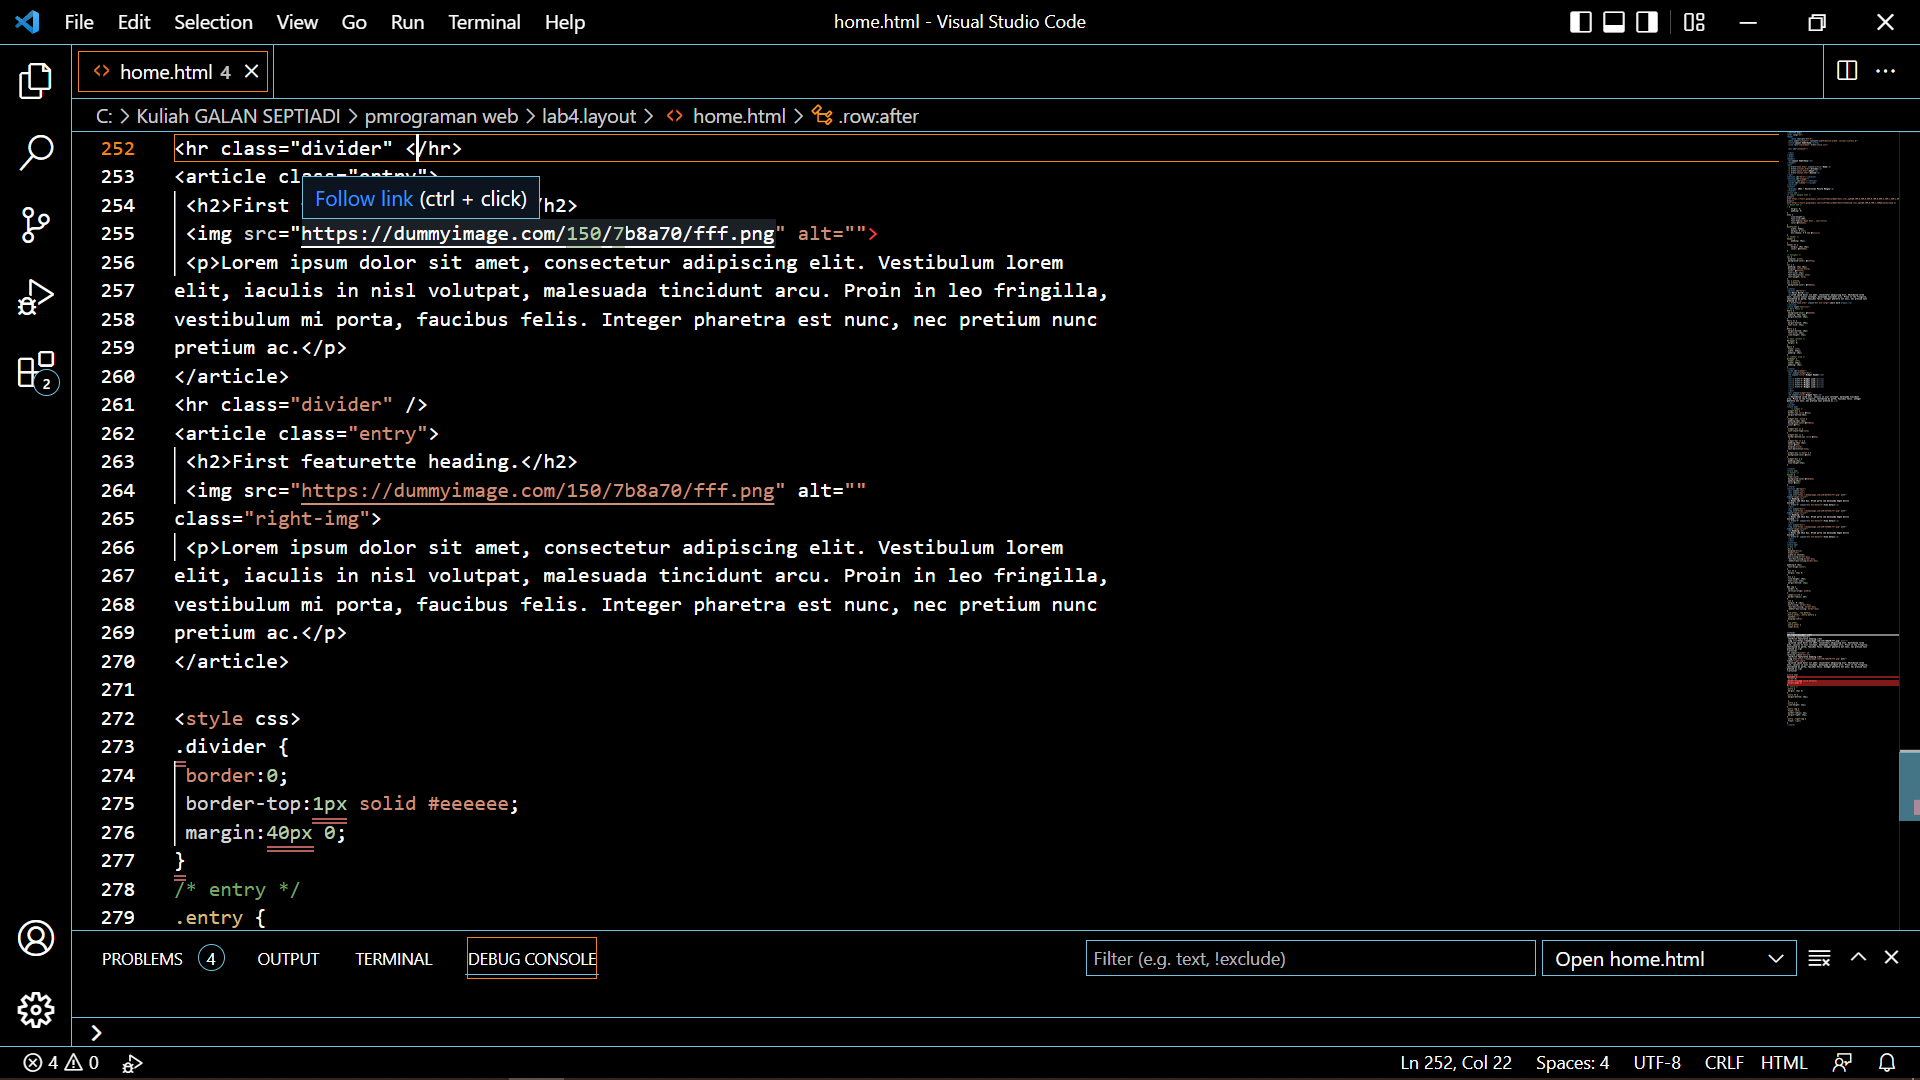 File Edit Selection View Go Run Terminal Help home.html - Visual Studio Code
home.html 4
C: > Kuliah GALAN SEPTIADI > pmrograman web > lab4.layout > home.html > .row:after
252 <hr class="divider" </hr>
253 <article class="entry">
254 <h2>First /h2>
Follow link (ctrl + click)
255 <img src="https://dummyimage.com/150/7b8a70/fff.png" alt="">
256 <p>Lorem ipsum dolor sit amet, consectetur adipiscing elit. Vestibulum lorem
257 elit, iaculis in nisl volutpat, malesuada tincidunt arcu. Proin in leo fringilla,
258 vestibulum mi porta, faucibus felis. Integer pharetra est nunc, nec pretium nunc
259 pretium ac.</p>
260 </article>
261 <hr class="divider" />
262 <article class="entry">
263 <h2>First featurette heading.</h2>
264 <img src="https://dummyimage.com/150/7b8a70/fff.png" alt=""
265 class="right-img">
266 <p>Lorem ipsum dolor sit amet, consectetur adipiscing elit. Vestibulum lorem
267 elit, iaculis in nisl volutpat, malesuada tincidunt arcu. Proin in leo fringilla,
268 vestibulum mi porta, faucibus felis. Integer pharetra est nunc, nec pretium nunc
269 pretium ac.</p>
270 </article>
271
272 <style css>
273 .divider {
274 border:0;
275 border-top:1px solid #eeeeee;
276 margin:40px 0;
277 }
278 /* entry */
279 .entry {
2
PROBLEMS 4 OUTPUT TERMINAL DEBUG CONSOLE Filter (e.g. text, !exclude) Open home.html
4 0 Ln 252, Col 22 Spaces: 4 UTF-8 CRLF HTML